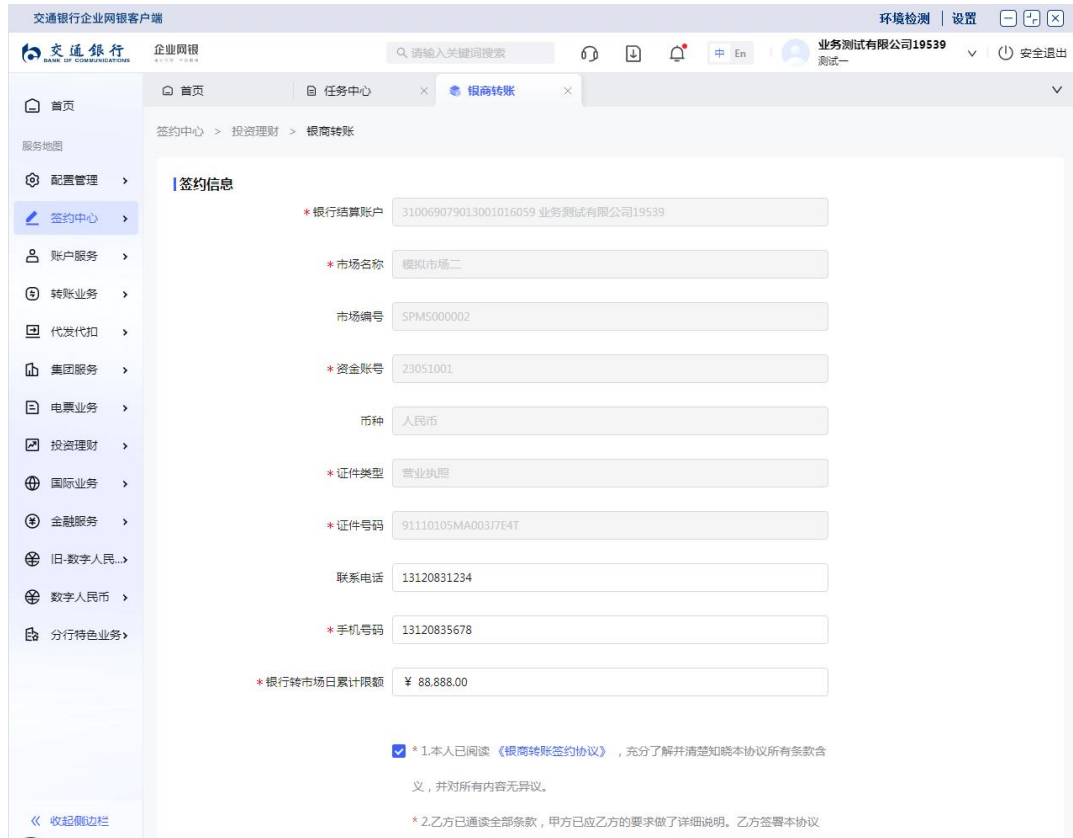 交通银行企业网银客户端
环境检测 | 设置
交通銀行 企业网银
BANK OF COMMUNICATIONS
请输入关键词搜索
中 En
业务测试有限公司19539
测试一
安全退出
首页
任务中心 ×
银商转账 ×
签约中心 > 投资理财 > 银商转账
首页
服务地图
配置管理
签约中心
账户服务
转账业务
代发代扣
集团服务
电票业务
投资理财
国际业务
金融服务
旧-数字人民...
数字人民币
分行特色业务
收起侧边栏
签约信息
* 银行结算账户 310069079013001016059 业务测试有限公司19539
* 市场名称 模拟市场二
市场编号 SPMS000002
* 资金账号 23051001
币种 人民币
* 证件类型 营业执照
* 证件号码 91110105MA003J7E4T
联系电话 13120831234
* 手机号码 13120835678
* 银行转市场日累计限额 ¥ 88,888.00
* 1.本人已阅读《银商转账签约协议》,充分了解并清楚知晓本协议所有条款含
义,并对所有内容无异议。
* 2.乙方已通读全部条款,甲方已应乙方的要求做了详细说明。乙方签署本协议